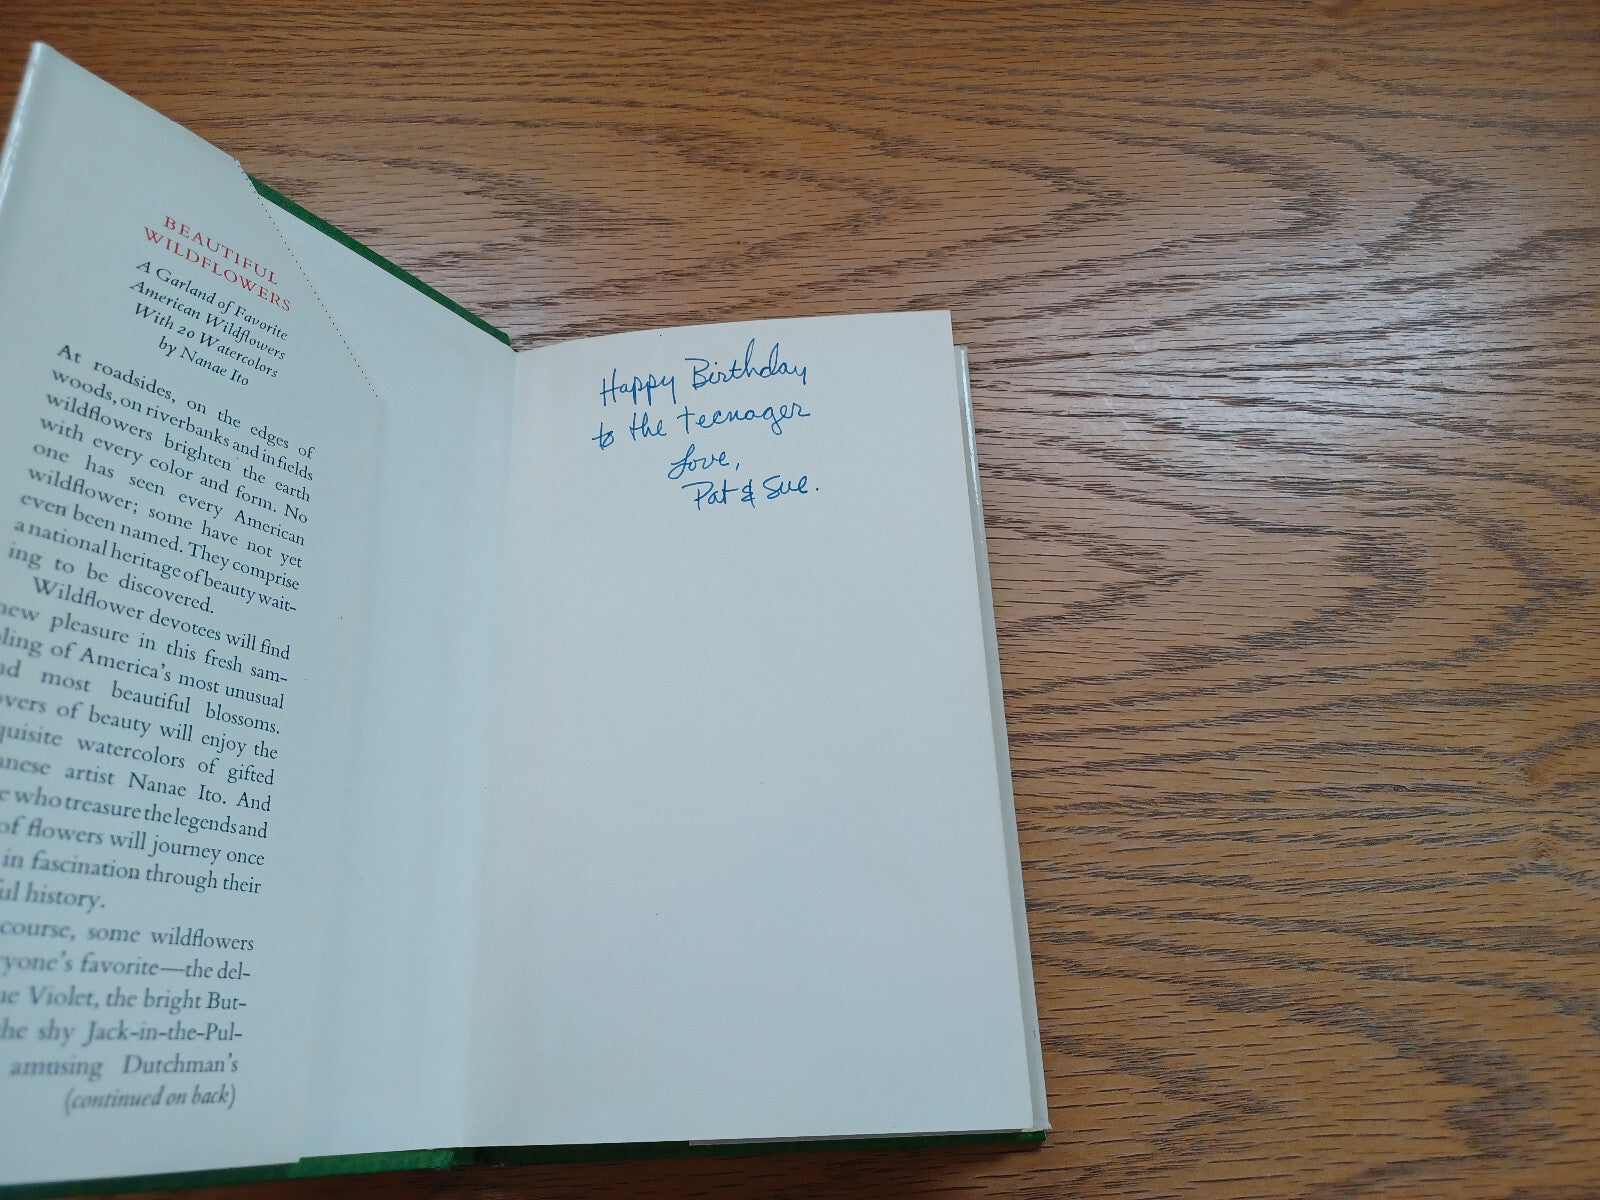 BEAUTIFUL
WILDFLOWERS
A Garland of Favorite
American Wildflowers
With 20 Watercolors
by Nanae Ito
At roadsides, on the edges of
woods, on riverbanks and in fields
wildflowers brighten the earth
with every color and form. No
one has seen every American
wildflower; some have not yet
even been named. They comprise
a national heritage of beauty wait-
ing to be discovered.
Wildflower devotees will find
new pleasure in this fresh sam-
pling of America's most unusual
and most beautiful blossoms.
overs of beauty will enjoy the
quisite watercolors of gifted
anese artist Nanae Ito. And
e who treasure the legends and
of flowers will journey once
in fascination through their
ful history.
course, some wildflowers
ryone's favorite—the del-
ue Violet, the bright But-
he shy Jack-in-the-Pul-
amusing Dutchman's
(continued on back)
Happy Birthday
to the teenager
Love,
Pat & Sue.